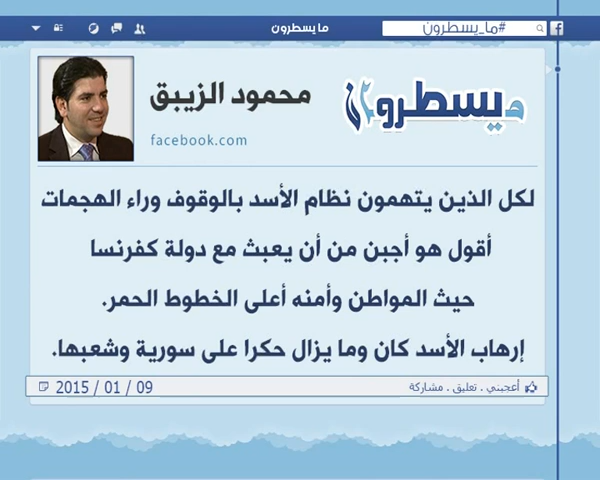 ما يسطرون
#ما_يسطرون
ما يسطرون
محمود الزيبق
facebook.com
لكل الذين يتهمون نظام الأسد بالوقوف وراء الهجمات
أقول هو أجبن من أن يعبث مع دولة كفرنسا
حيث المواطن وأمنه أعلى الخطوط الحمر.
إرهاب الأسد كان وما يزال حكرا على سورية وشعبها.
أعجبني . تعليق . مشاركة
2015 / 01 / 09